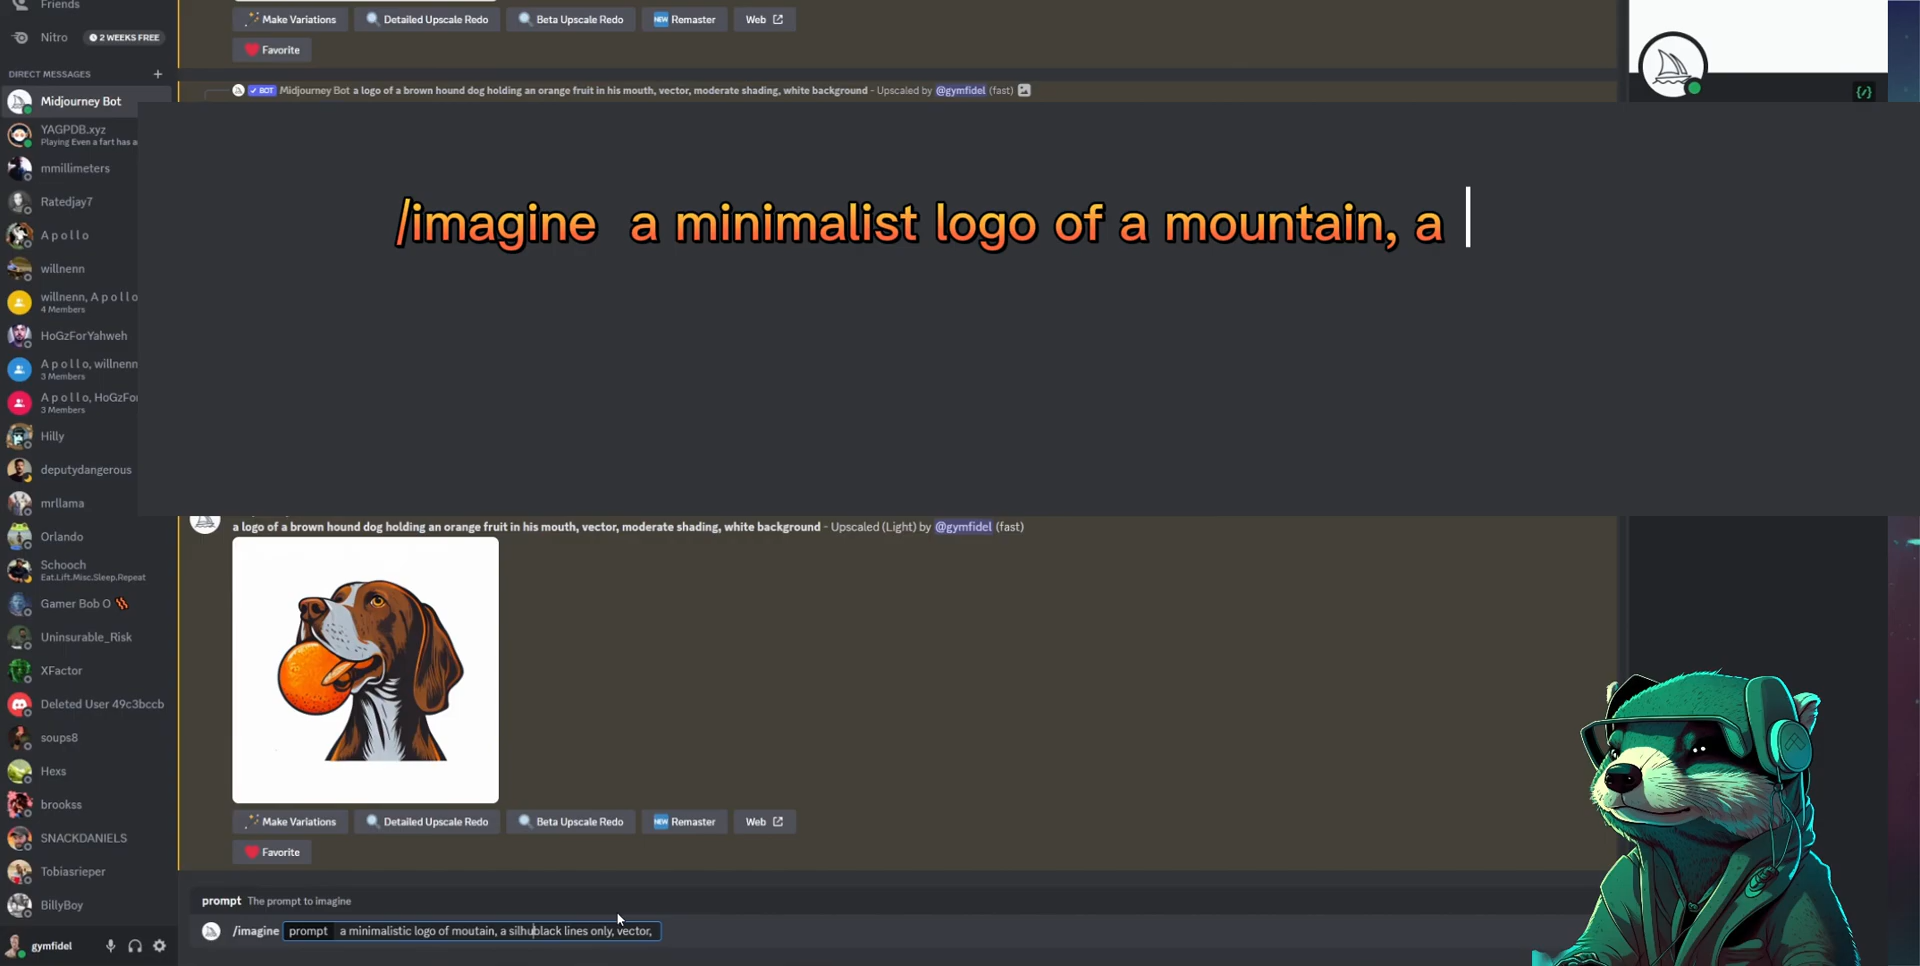 Friends
Nitro 2 WEEKS FREE
DIRECT MESSAGES +
Midjourney Bot
YAGPDB.xyz
Playing Even a fart has a
mmillimeters
Ratedjay7
A p o l l o
willnenn
willnenn, A p o l l o
4 Members
HoGzForYahweh
A p o l l o, willnenn
3 Members
A p o l l o, HoGzFor
3 Members
Hilly
deputydangerous
mrllama
Orlando
Schooch
Eat.Lift.Misc.Sleep.Repeat
Gamer Bob O
Uninsurable_Risk
XFactor
Deleted User 49c3bccb
soups8
Hexs
brookss
SNACKDANIELS
Tobiasrieper
BillyBoy
gymfidel
Make Variations Detailed Upscale Redo Beta Upscale Redo NEW Remaster Web
Favorite
BOT Midjourney Bot a logo of a brown hound dog holding an orange fruit in his mouth, vector, moderate shading, white background - Upscaled by @gymfidel (fast)
/imagine a minimalist logo of a mountain, a
a logo of a brown hound dog holding an orange fruit in his mouth, vector, moderate shading, white background - Upscaled (Light) by @gymfidel (fast)
Make Variations Detailed Upscale Redo Beta Upscale Redo NEW Remaster Web
Favorite
prompt The prompt to imagine
/imagine prompt a minimalistic logo of moutain, a silhublack lines only, vector,